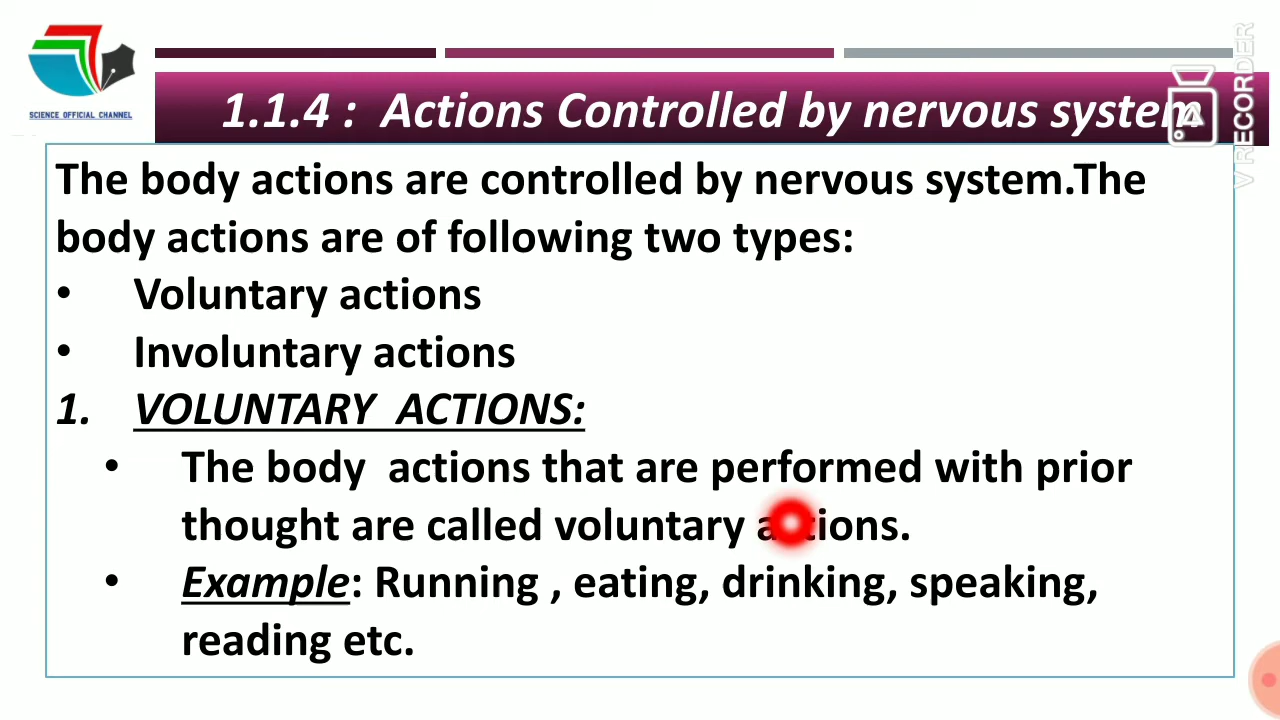 SCIENCE OFFICIAL CHANNEL
1.1.4 : Actions Controlled by nervous system
VRECORDER
The body actions are controlled by nervous system.The
body actions are of following two types:
• Voluntary actions
• Involuntary actions
1. VOLUNTARY ACTIONS:
• The body actions that are performed with prior
thought are called voluntary actions.
• Example: Running , eating, drinking, speaking,
reading etc.